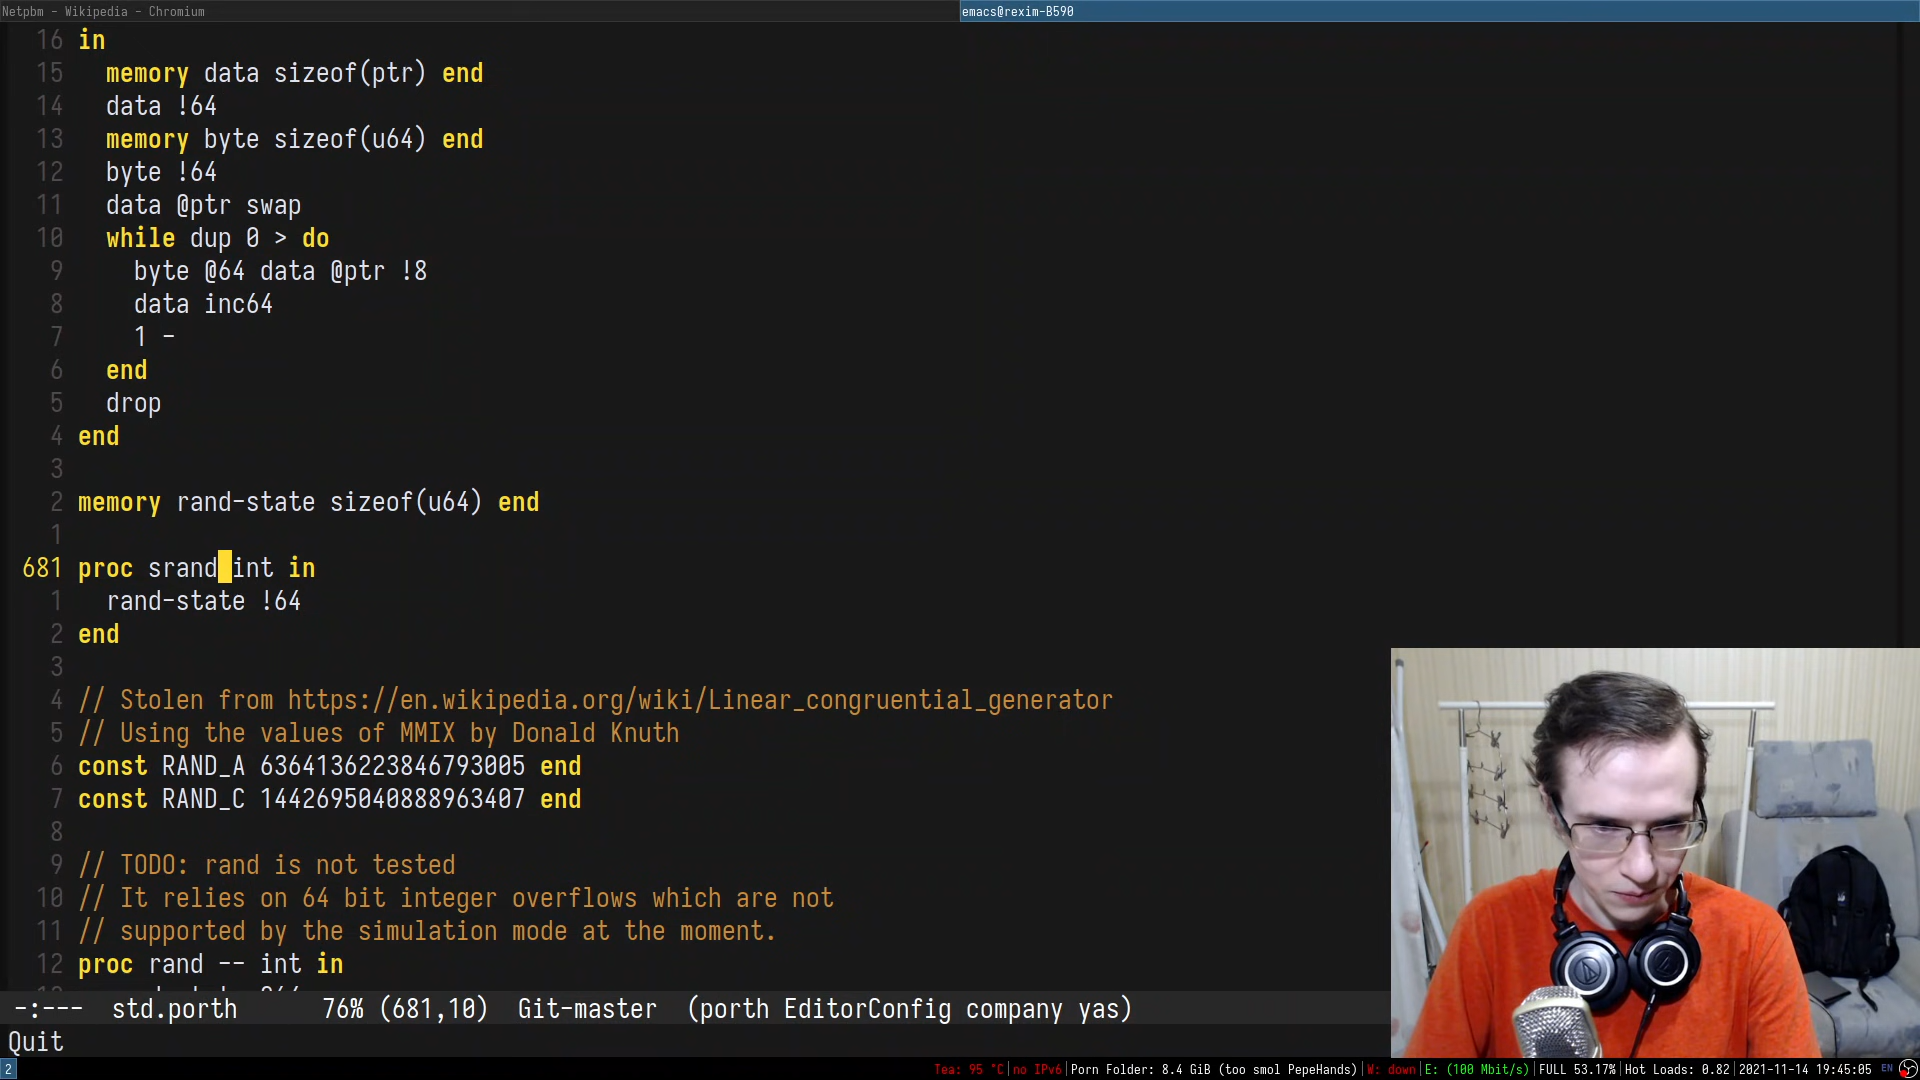 Netpbm - Wikipedia - Chromium
emacs@rexim-B590
16 in
15 memory data sizeof(ptr) end
14 data !64
13 memory byte sizeof(u64) end
12 byte !64
11 data @ptr swap
10 while dup 0 > do
9 byte @64 data @ptr !8
8 data inc64
7 1 -
6 end
5 drop
4 end
3
2 memory rand-state sizeof(u64) end
1
681 proc srand int in
1 rand-state !64
2 end
3
4 // Stolen from https://en.wikipedia.org/wiki/Linear_congruential_generator
5 // Using the values of MMIX by Donald Knuth
6 const RAND_A 6364136223846793005 end
7 const RAND_C 1442695040888963407 end
8
9 // TODO: rand is not tested
10 // It relies on 64 bit integer overflows which are not
11 // supported by the simulation mode at the moment.
12 proc rand -- int in
-:--- std.porth 76% (681,10) Git-master (porth EditorConfig company yas)
Quit
2 Tea: 95 °C|no IPv6|Porn Folder: 8.4 GiB (too smol PepeHands)|W: down|E: (100 Mbit/s)|FULL 53.17%|Hot Loads: 0.82|2021-11-14 19:45:05 EN